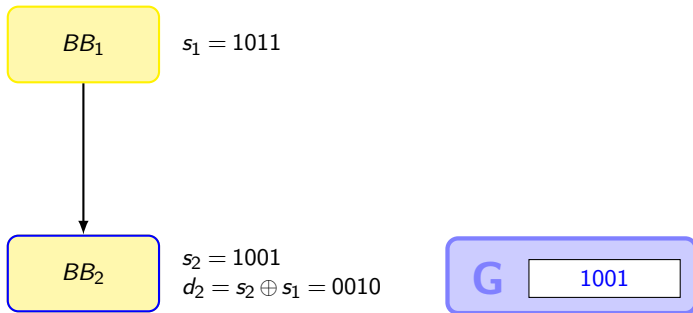 BB₁
s₁ = 1011
BB₂
s₂ = 1001
d₂ = s₂ ⊕ s₁ = 0010
G
1001